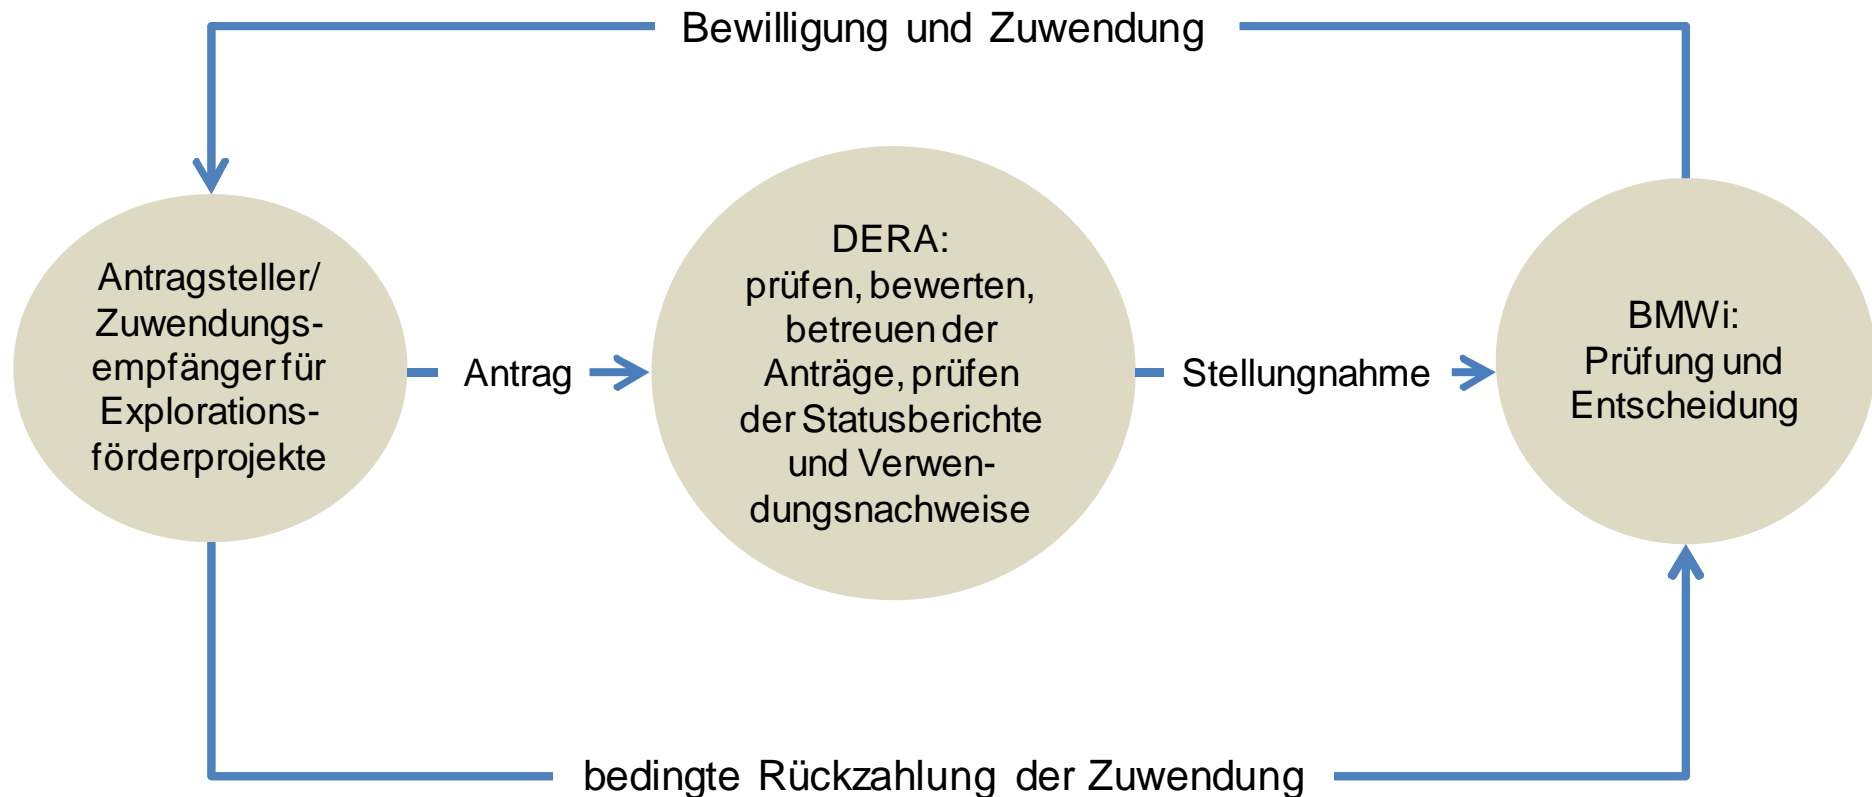 Bewilligung und Zuwendung
Antragsteller/
Zuwendungs-
empfänger für
Explorations-
förderprojekte
Antrag
DERA:
prüfen, bewerten,
betreuen der
Anträge, prüfen
der Statusberichte
und Verwen-
dungsnachweise
Stellungnahme
BMWi:
Prüfung und
Entscheidung
bedingte Rückzahlung der Zuwendung